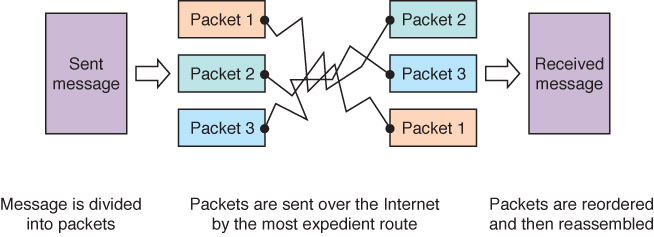 Sent
message
Packet 1
Packet 2
Packet 3
Packet 2
Packet 3
Packet 1
Received
message
Message is divided
into packets
Packets are sent over the Internet
by the most expedient route
Packets are reordered
and then reassembled